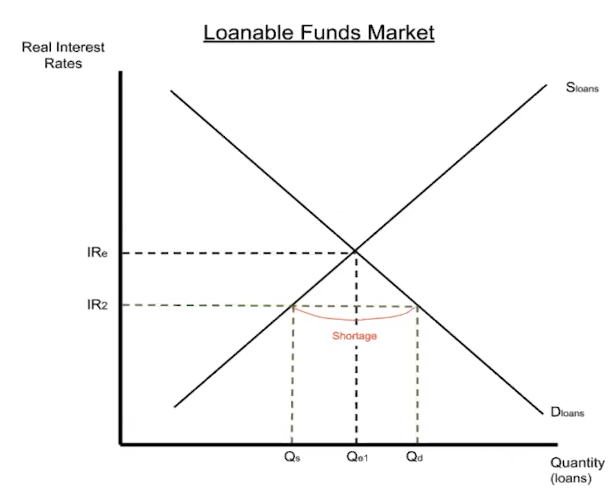 Loanable Funds Market
Real Interest
Rates
Sloans
IRe
IR2
Shortage
Dloans
Qs
Qe1
Qd
Quantity
(loans)